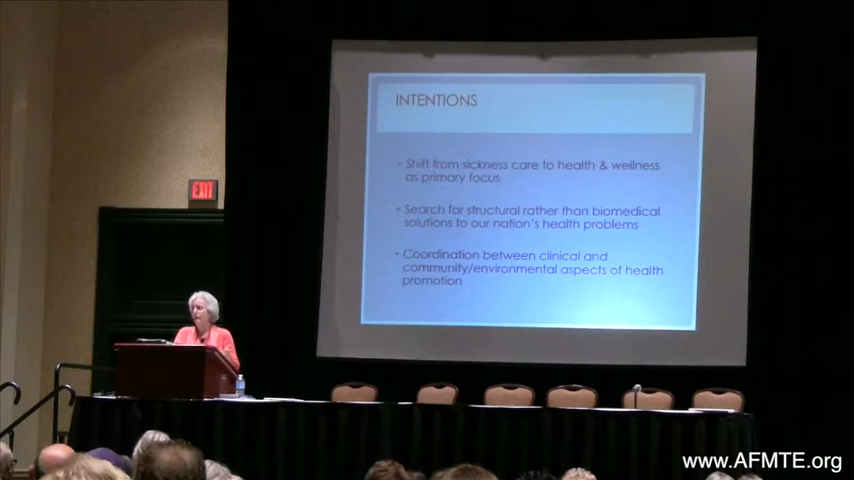 INTENTIONS
• Shift from sickness care to health & wellness
as primary focus
• Search for structural rather than biomedical
solutions to our nation's health problems
• Coordination between clinical and
community/environmental aspects of health
promotion
EXIT
www.AFMTE.org